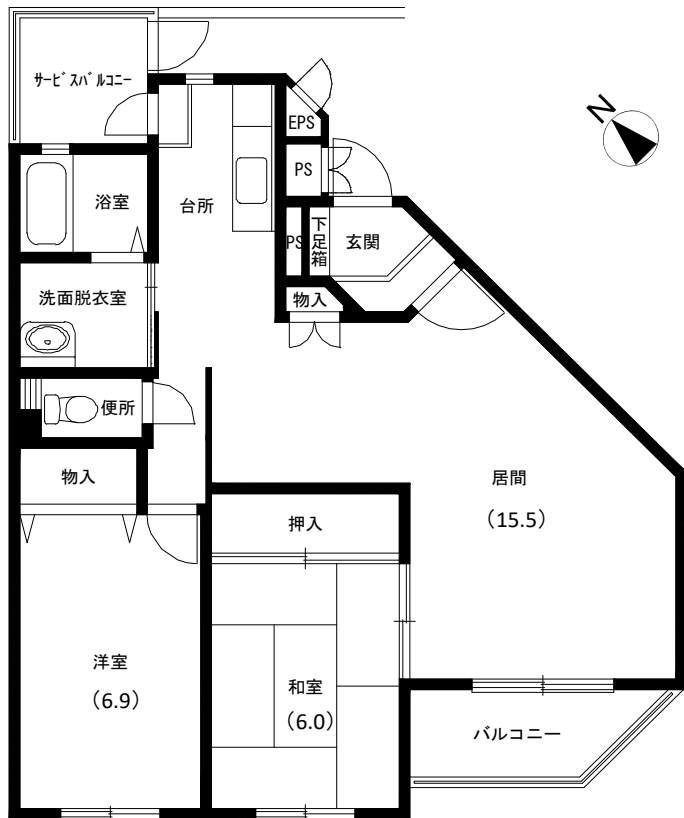 サービスバルコニー
N
EPS
PS
浴室
台所
PS
下足箱
玄関
洗面脱衣室
物入
便所
物入
居間
(15.5)
押入
洋室
(6.9)
和室
(6.0)
バルコニー